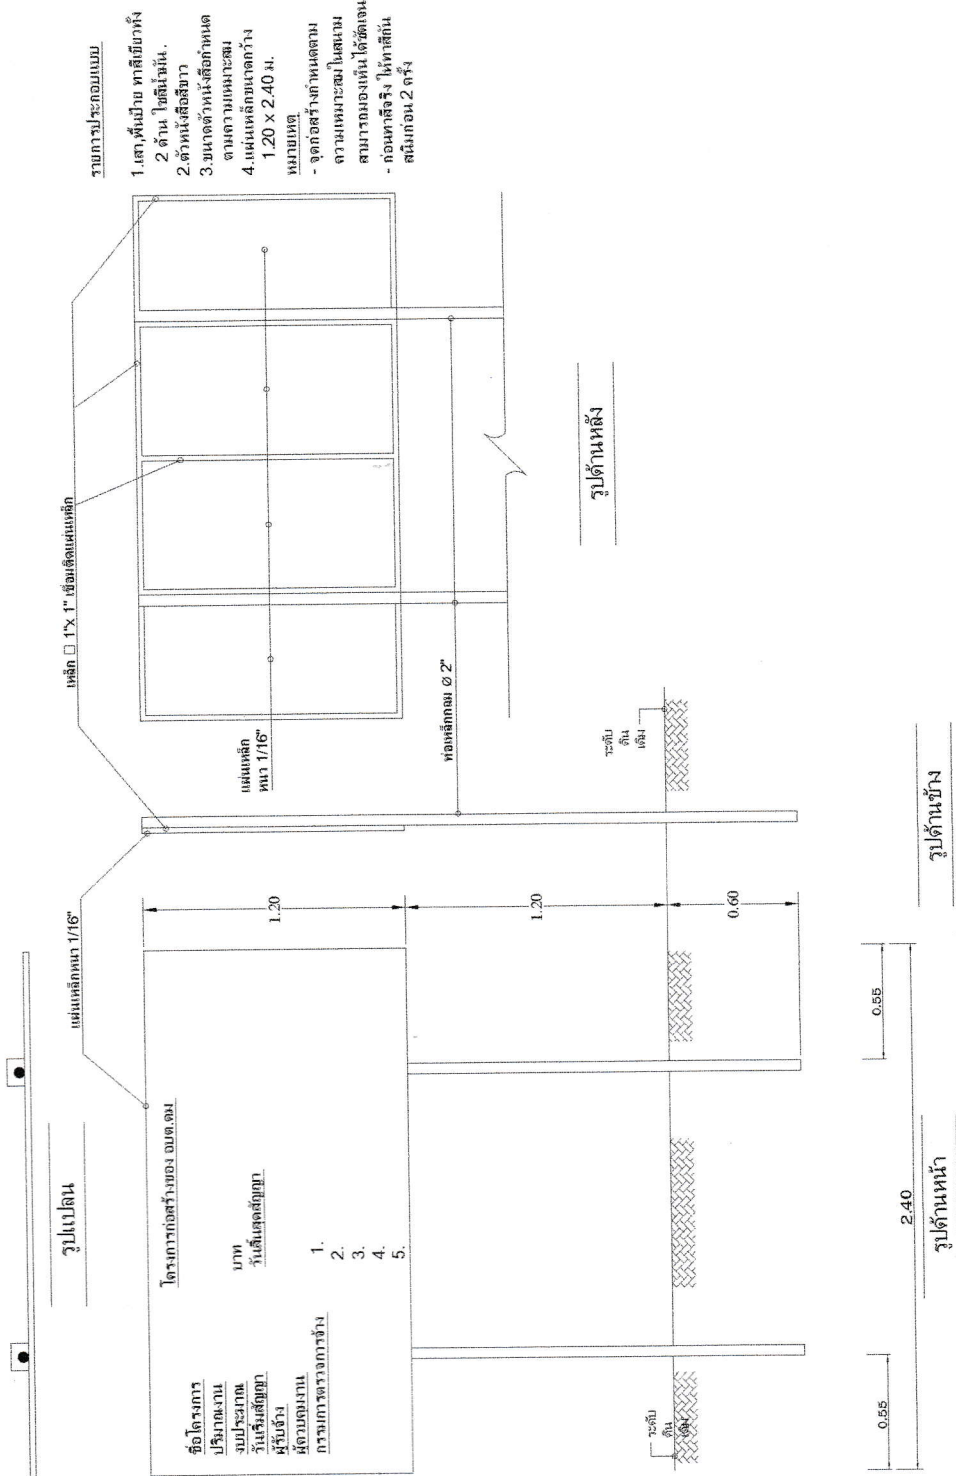 รูปแปลน
แผ่นเหล็กหนา 1/16"
เหล็ก □ 1"x 1" เชื่อมติดแผ่นเหล็ก
โครงการก่อสร้างของ อบต.ดม
ชื่อโครงการ
ปริมาณงาน
งบประมาณ
บาท
วันเริ่มสัญญา
วันสิ้นสุดสัญญา
ผู้รับจ้าง
ผู้ควบคุมงาน
กรรมการตรวจการจ้าง
1.
2.
3.
4.
5.
1.20
1.20
0.60
ระดับ
ดิน
เดิม
0.55
0.55
2.40
รูปด้านหน้า
แผ่นเหล็ก
หนา 1/16"
ท่อเหล็กกลม Ø 2"
ระดับ
ดิน
เดิม
รูปด้านข้าง
รูปด้านหลัง
รายการประกอบแบบ
1.เสา,พื้นป้าย ทาสีเขียวทั้ง
2 ด้าน ใช้สีน้ำมัน .
2.ตัวหนังสือสีขาว
3.ขนาดตัวหนังสือกำหนด
ตามความเหมาะสม
4.แผ่นเหล็กขนาดกว้าง
1.20 x 2.40 ม.
หมายเหตุ
- จุดก่อสร้างกำหนดตาม
ความเหมาะสมในสนาม
สามารถมองเห็นได้ชัดเจน
- ก่อนทาสีจริง ให้ทาสีกัน
สนิมก่อน 2 ครั้ง